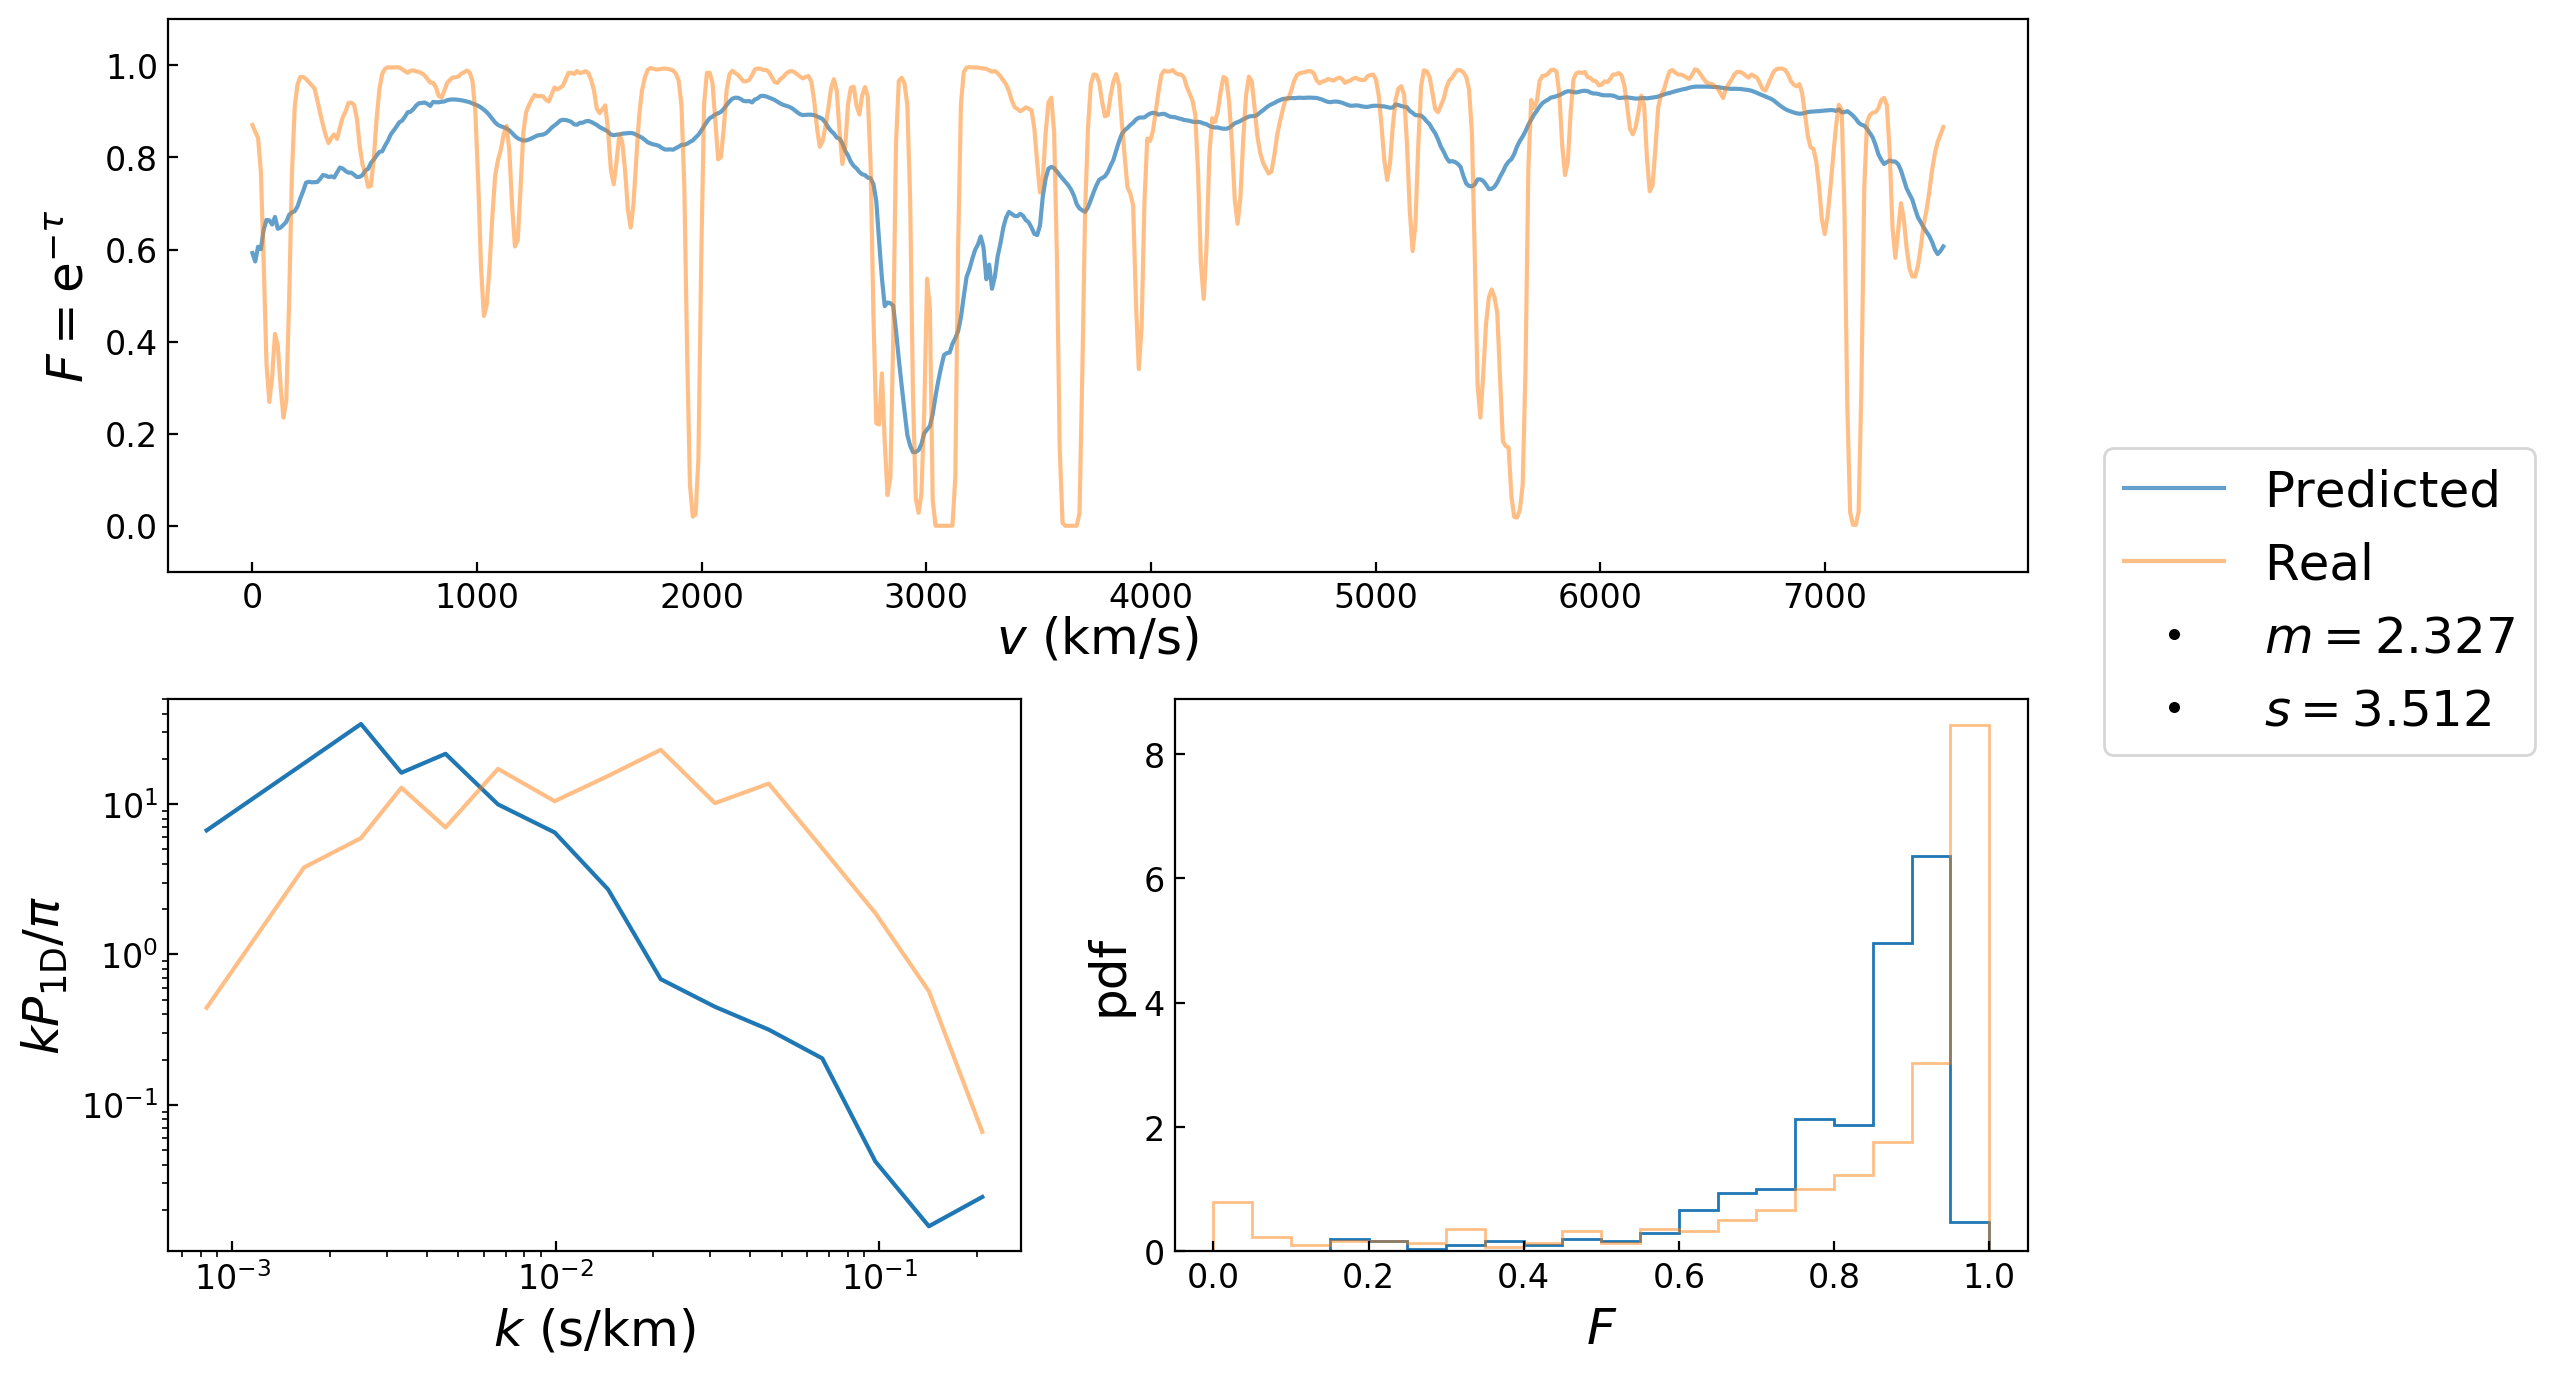 1.0
0.8
0.6
0.4
0.2
0.0
F = e^{-τ}
0 1000 2000 3000 4000 5000 6000 7000
v (km/s)
Predicted
Real
m = 2.327
s = 3.512
10^1
10^0
10^{-1}
kP_{1D}/π
10^{-3} 10^{-2} 10^{-1}
k (s/km)
8
6
4
2
0
pdf
0.0 0.2 0.4 0.6 0.8 1.0
F